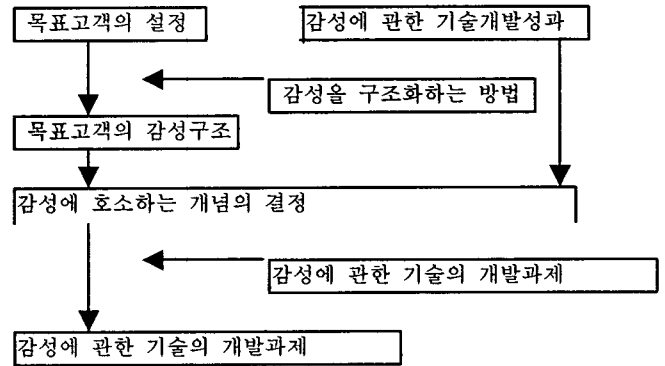 목표고객의 설정
감성에 관한 기술개발성과
감성을 구조화하는 방법
목표고객의 감성구조
감성에 호소하는 개념의 결정
감성에 관한 기술의 개발과제
감성에 관한 기술의 개발과제